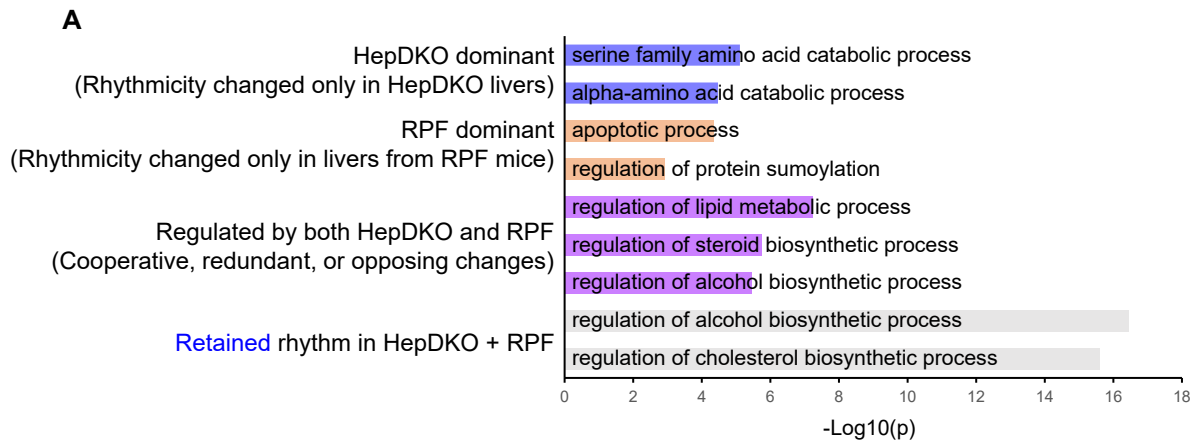 A
HepDKO dominant
(Rhythmicity changed only in HepDKO livers)
serine family amino acid catabolic process
alpha-amino acid catabolic process
RPF dominant
(Rhythmicity changed only in livers from RPF mice)
apoptotic process
regulation of protein sumoylation
Regulated by both HepDKO and RPF
(Cooperative, redundant, or opposing changes)
regulation of lipid metabolic process
regulation of steroid biosynthetic process
regulation of alcohol biosynthetic process
Retained rhythm in HepDKO + RPF
regulation of alcohol biosynthetic process
regulation of cholesterol biosynthetic process
0 2 4 6 8 10 12 14 16 18
-Log10(p)